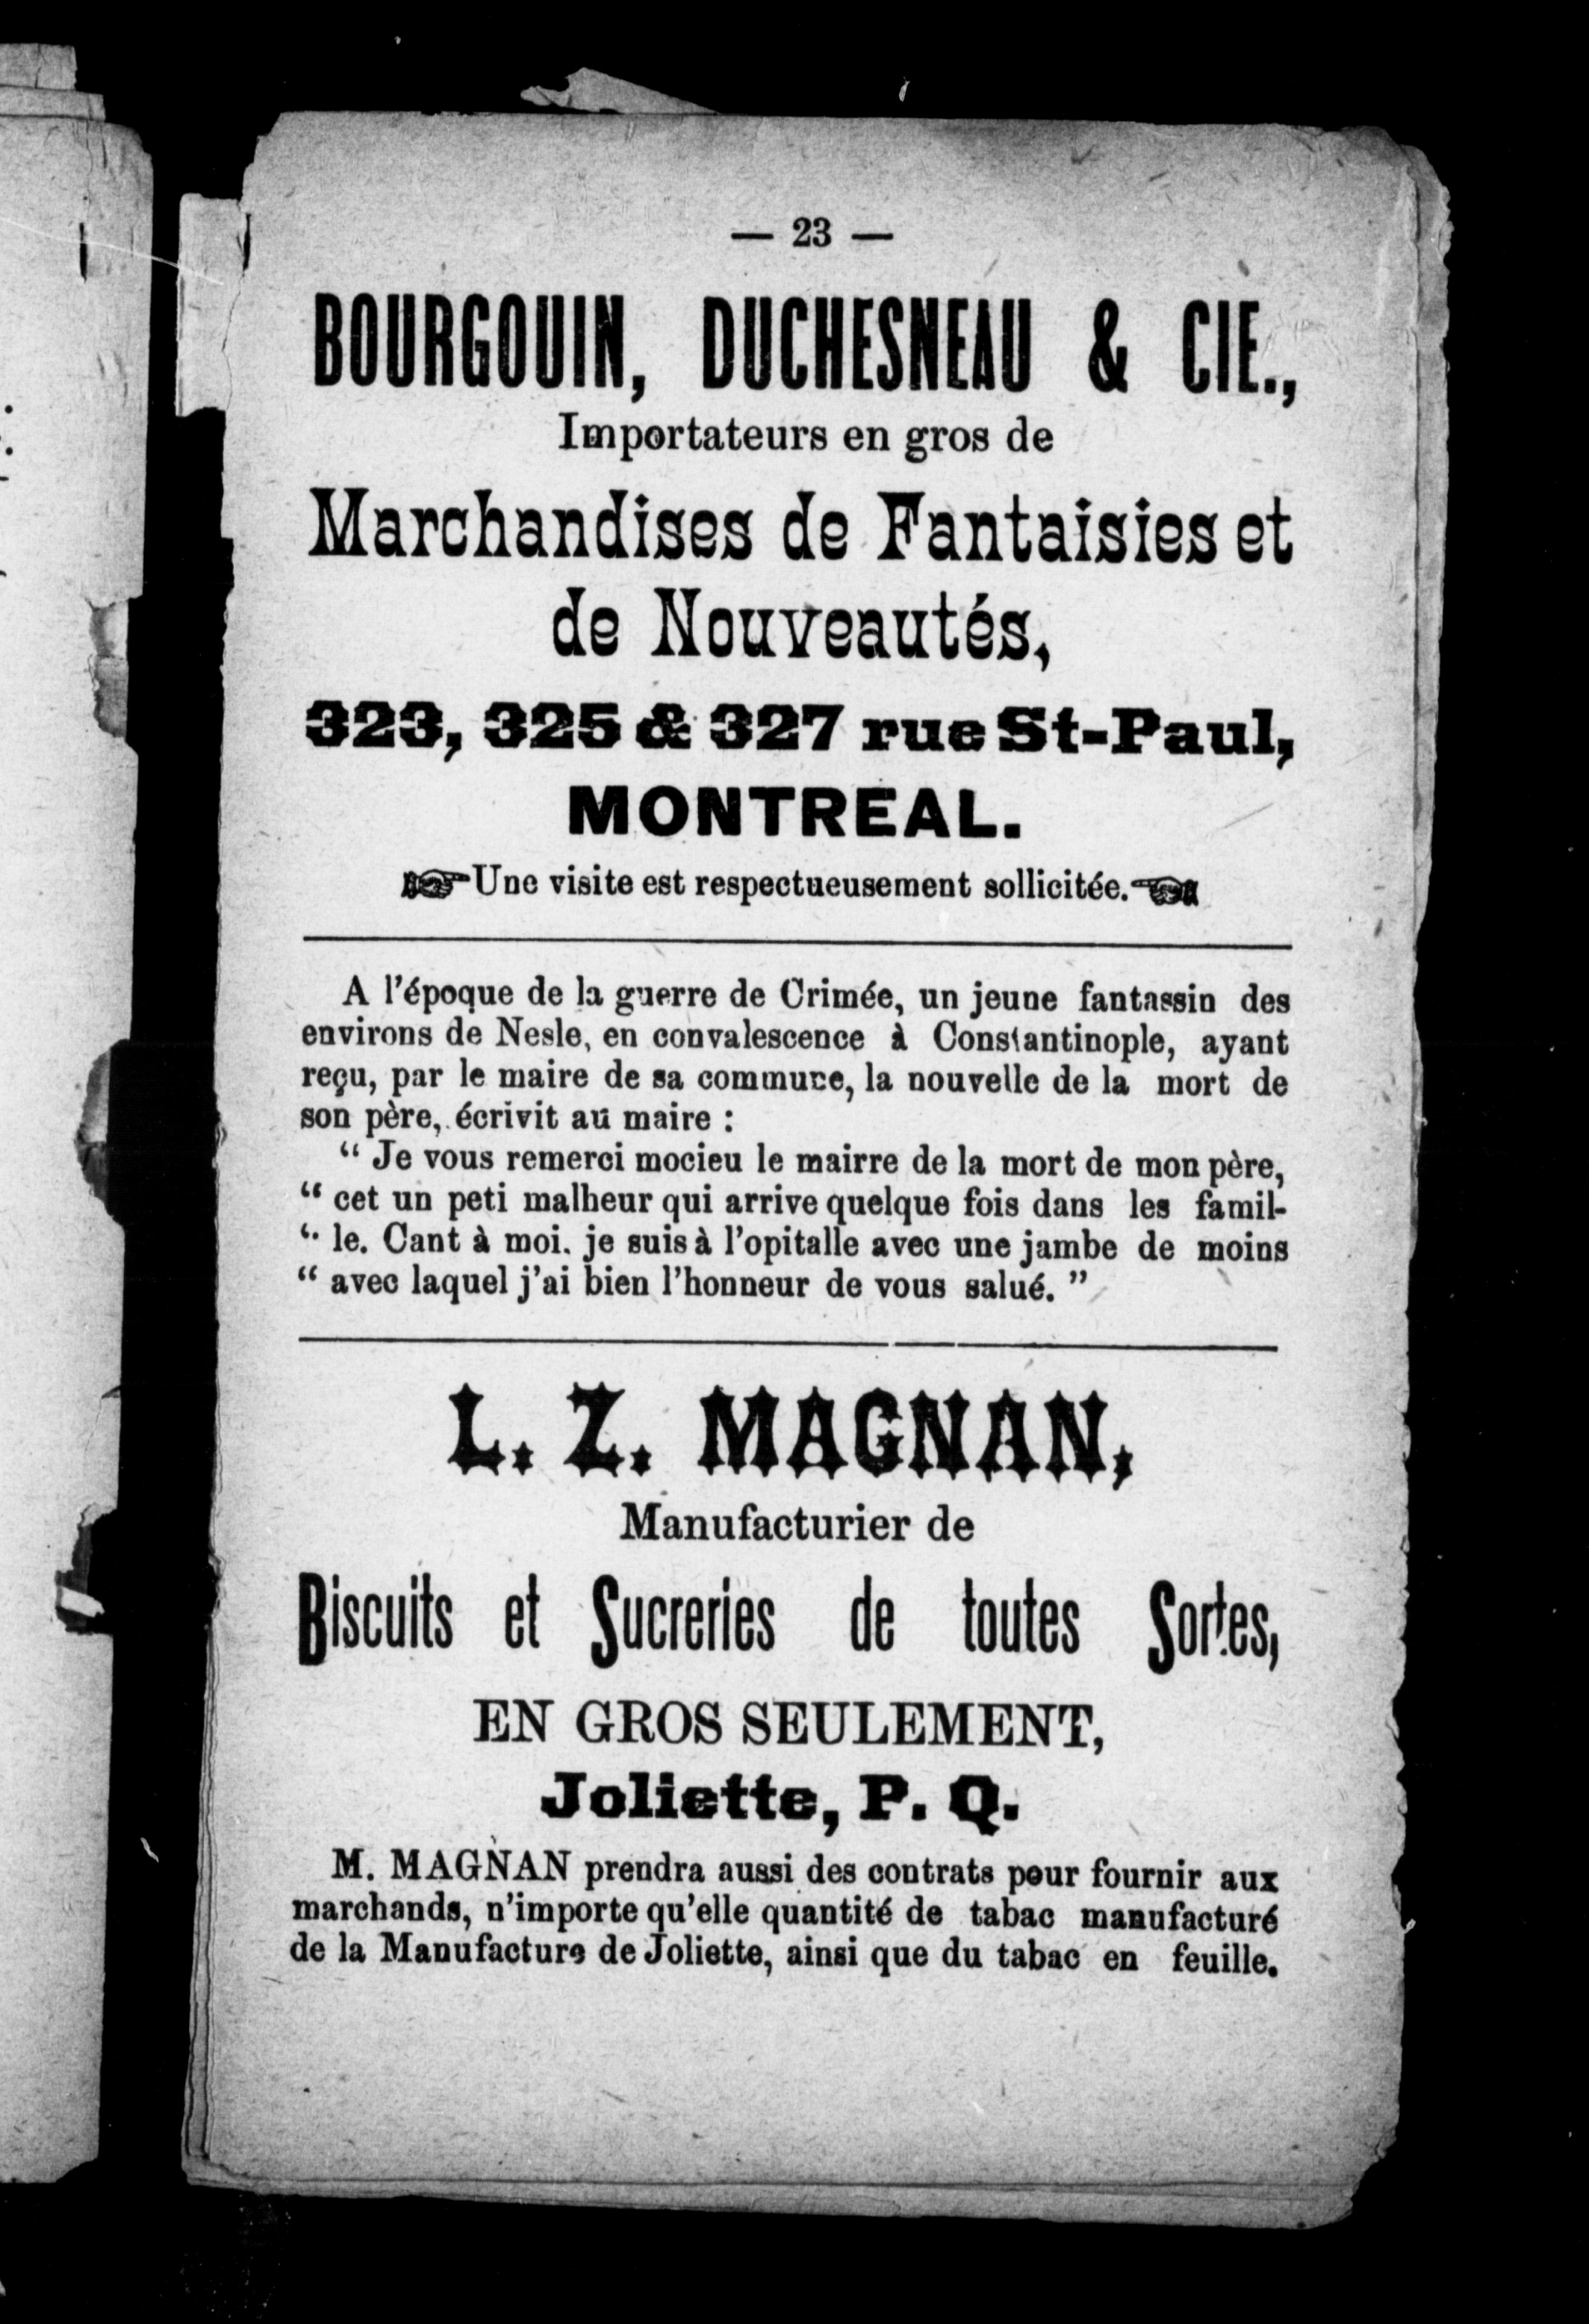 — 23 —
BOURGOUIN, DUCHESNEAU & CIE.,
Importateurs en gros de
Marchandises de Fantaisies et
de Nouveautés,
323, 325 & 327 rue St-Paul,
MONTREAL.
☞ Une visite est respectueusement sollicitée. ☜
A l'époque de la guerre de Crimée, un jeune fantassin des
environs de Nesle, en convalescence à Constantinople, ayant
reçu, par le maire de sa commune, la nouvelle de la mort de
son père, écrivit au maire :
“ Je vous remerci mocieu le mairre de la mort de mon père,
“ cet un peti malheur qui arrive quelque fois dans les famil-
“ le. Cant à moi. je suis à l'opitalle avec une jambe de moins
“ avec laquel j'ai bien l'honneur de vous salué. ”
L. Z. MAGNAN,
Manufacturier de
Biscuits et Sucreries de toutes Sortes,
EN GROS SEULEMENT,
Joliette, P. Q.
M. MAGNAN prendra aussi des contrats pour fournir aux
marchands, n'importe qu'elle quantité de tabac manufacturé
de la Manufacture de Joliette, ainsi que du tabac en feuille.